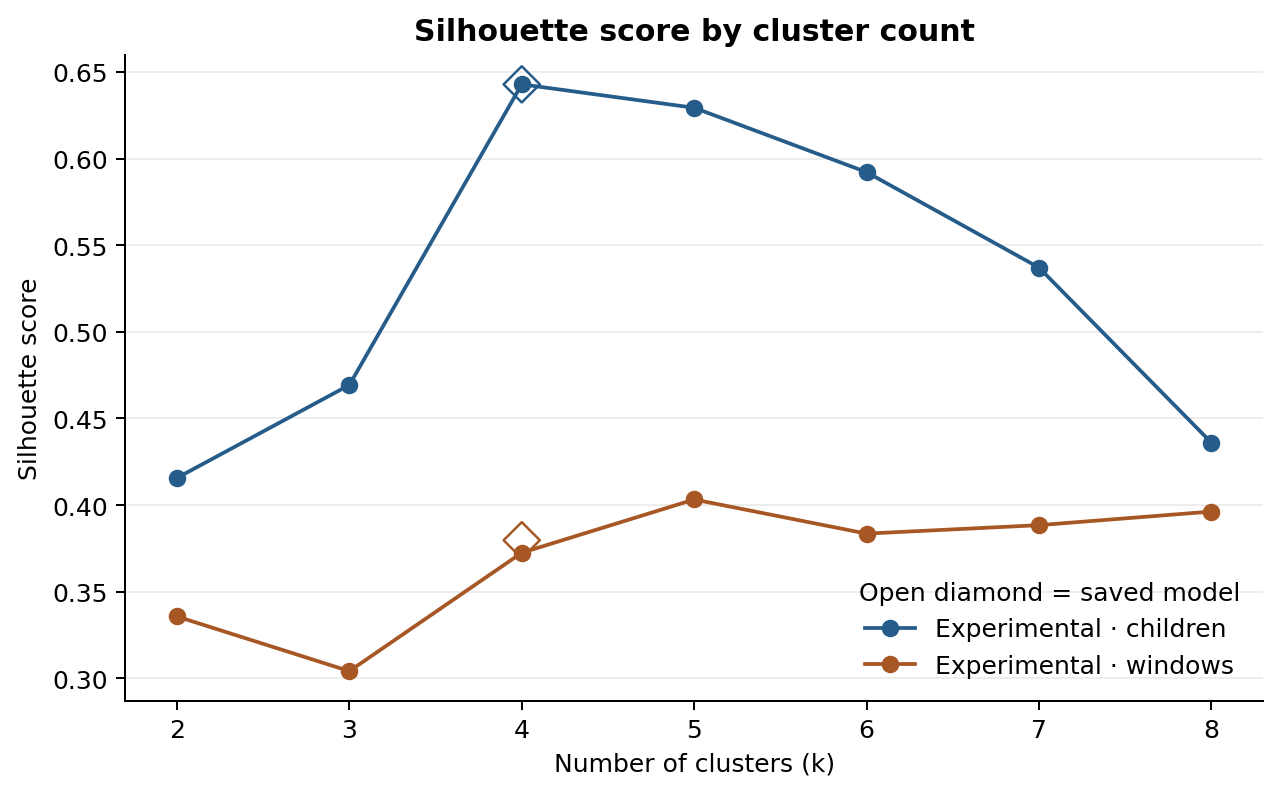 Silhouette score by cluster count
Silhouette score
0.65
0.60
0.55
0.50
0.45
0.40
0.35
0.30
Open diamond = saved model
Experimental · children
Experimental · windows
2 3 4 5 6 7 8
Number of clusters (k)